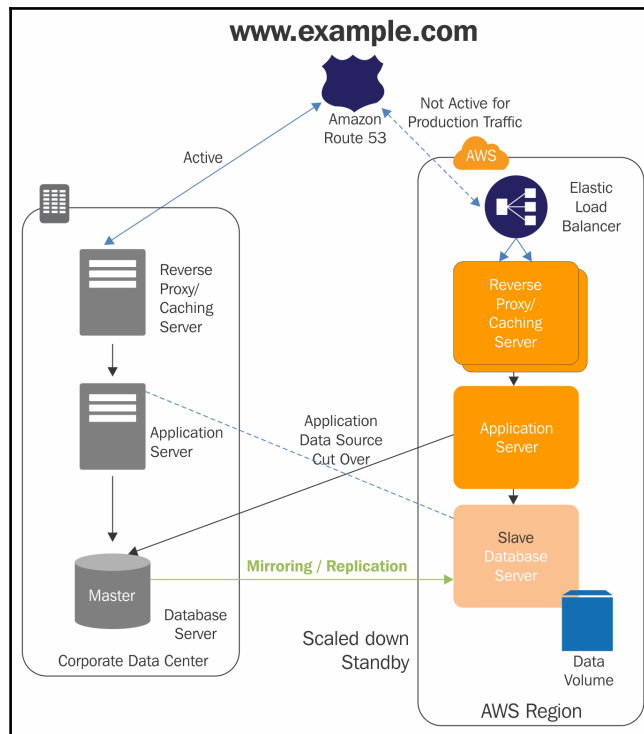 www.example.com
Amazon
Route 53
Not Active for
Production Traffic
Active
AWS
Elastic
Load
Balancer
Reverse
Proxy/
Caching
Server
Reverse
Proxy/
Caching
Server
Application
Server
Application
Data Source
Cut Over
Application
Server
Slave
Database
Server
Mirroring / Replication
Master
Database
Server
Corporate Data Center
Scaled down
Standby
Data
Volume
AWS Region